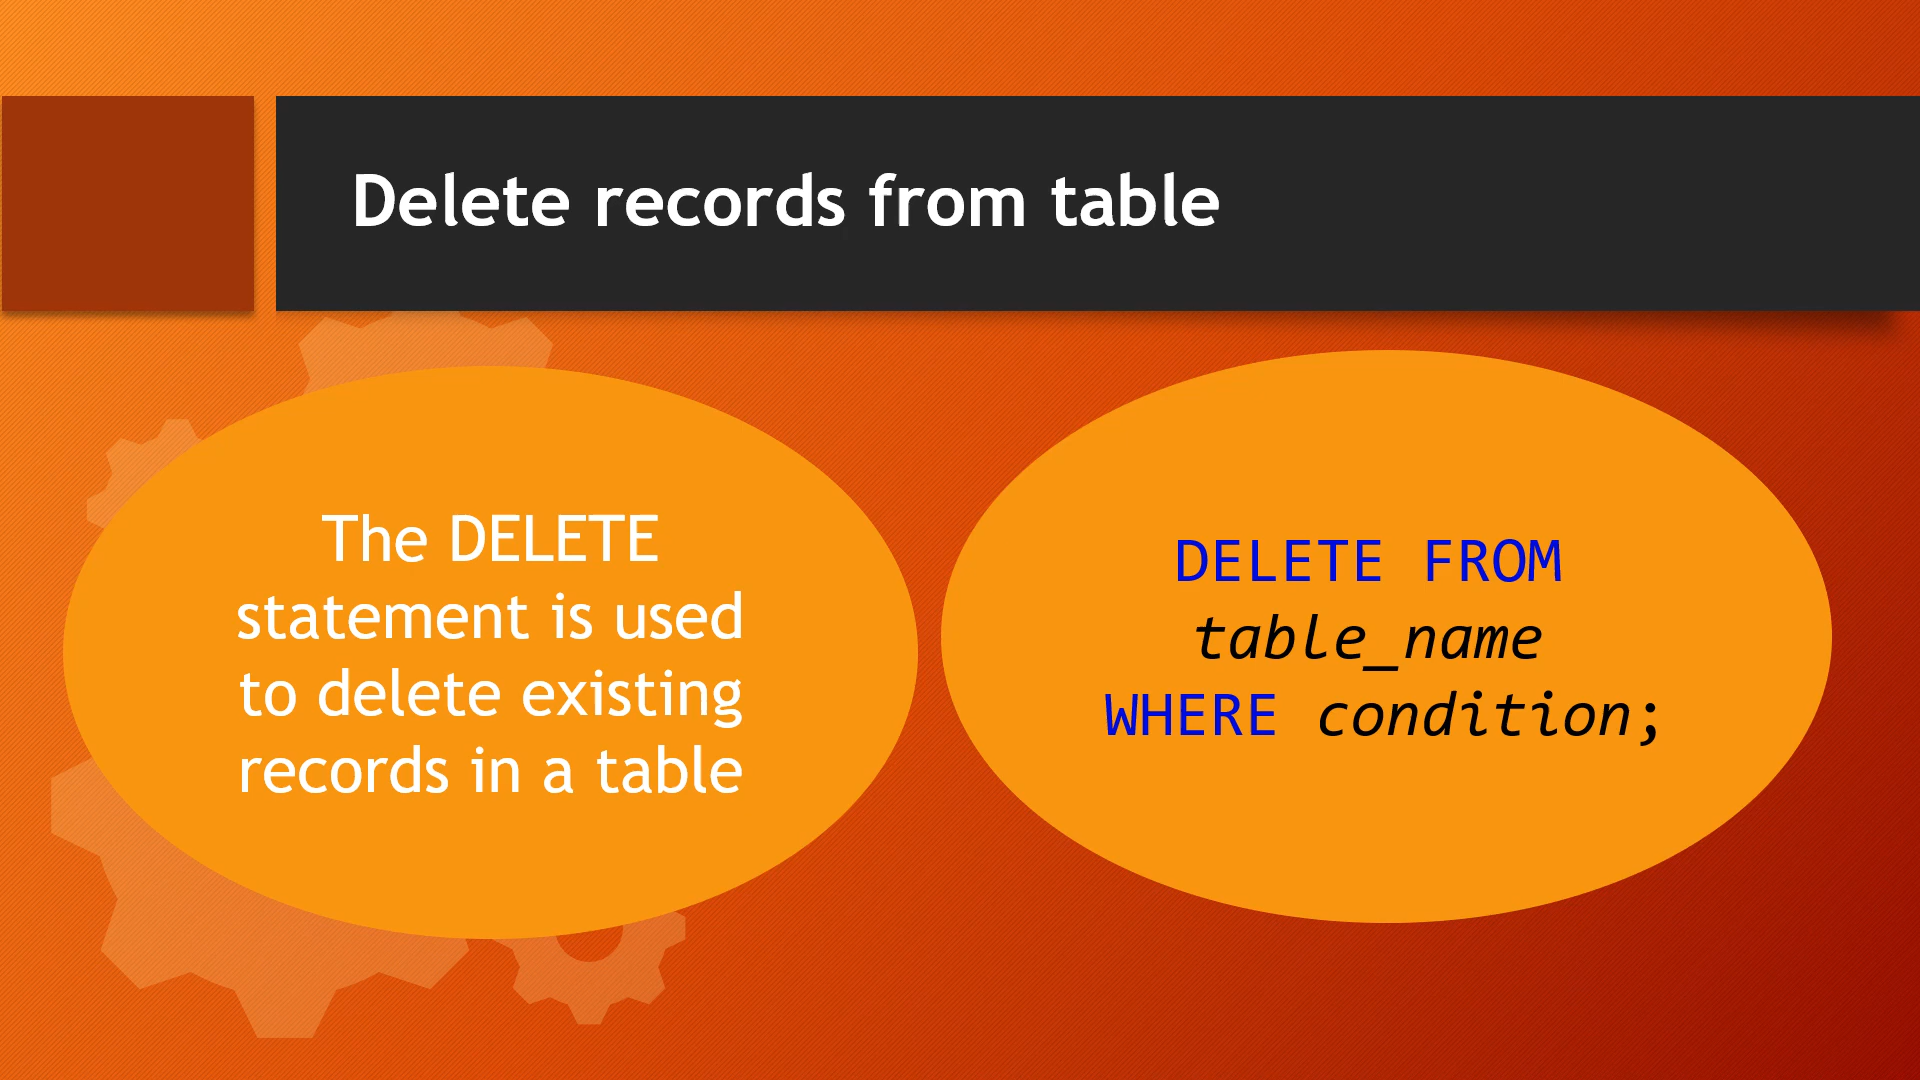 Delete records from table
The DELETE
statement is used
to delete existing
records in a table
DELETE FROM
table_name
WHERE condition;